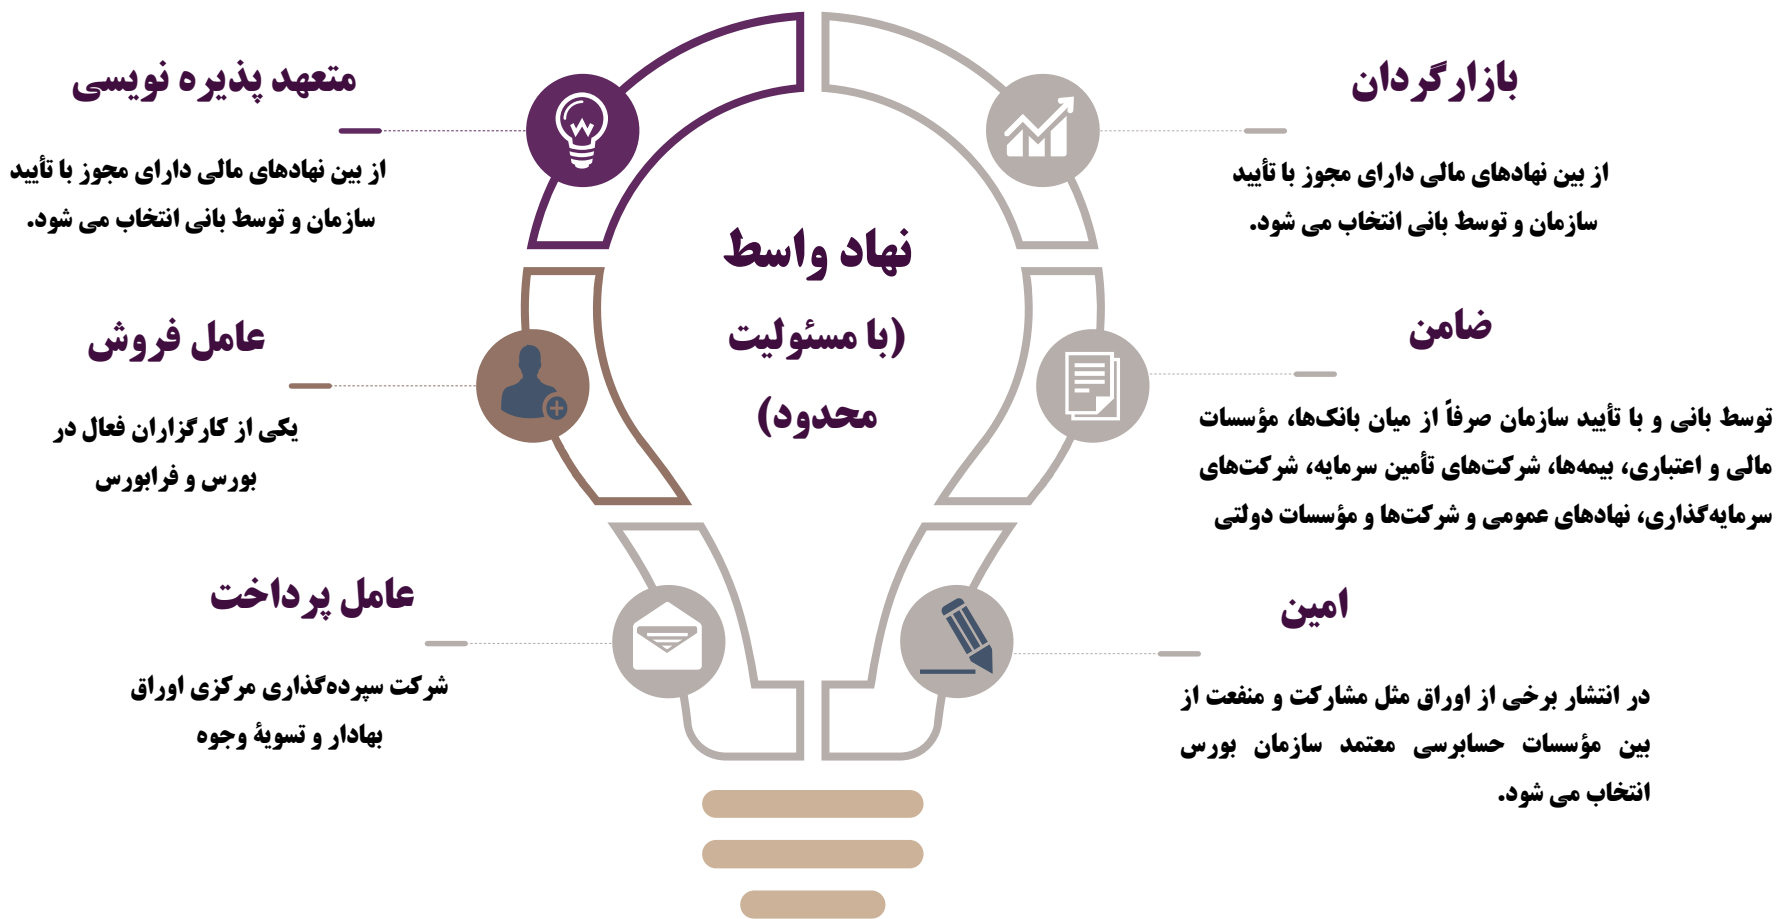 بازارگردان
از بین نهادهای مالی دارای مجوز با تأیید
سازمان و توسط بانی انتخاب می شود.
ضامن
توسط بانی و با تأیید سازمان صرفاً از میان بانک‌ها، مؤسسات
مالی و اعتباری، بیمه‌ها، شرکت‌های تأمین سرمایه، شرکت‌های
سرمایه‌گذاری، نهادهای عمومی و شرکت‌ها و مؤسسات دولتی
امین
در انتشار برخی از اوراق مثل مشارکت و منفعت از
بین مؤسسات حسابرسی معتمد سازمان بورس
انتخاب می شود.
نهاد واسط
(با مسئولیت
محدود)
متعهد پذیره نویسی
از بین نهادهای مالی دارای مجوز با تأیید
سازمان و توسط بانی انتخاب می شود.
عامل فروش
یکی از کارگزاران فعال در
بورس و فرابورس
عامل پرداخت
شرکت سپرده‌گذاری مرکزی اوراق
بهادار و تسویۀ وجوه